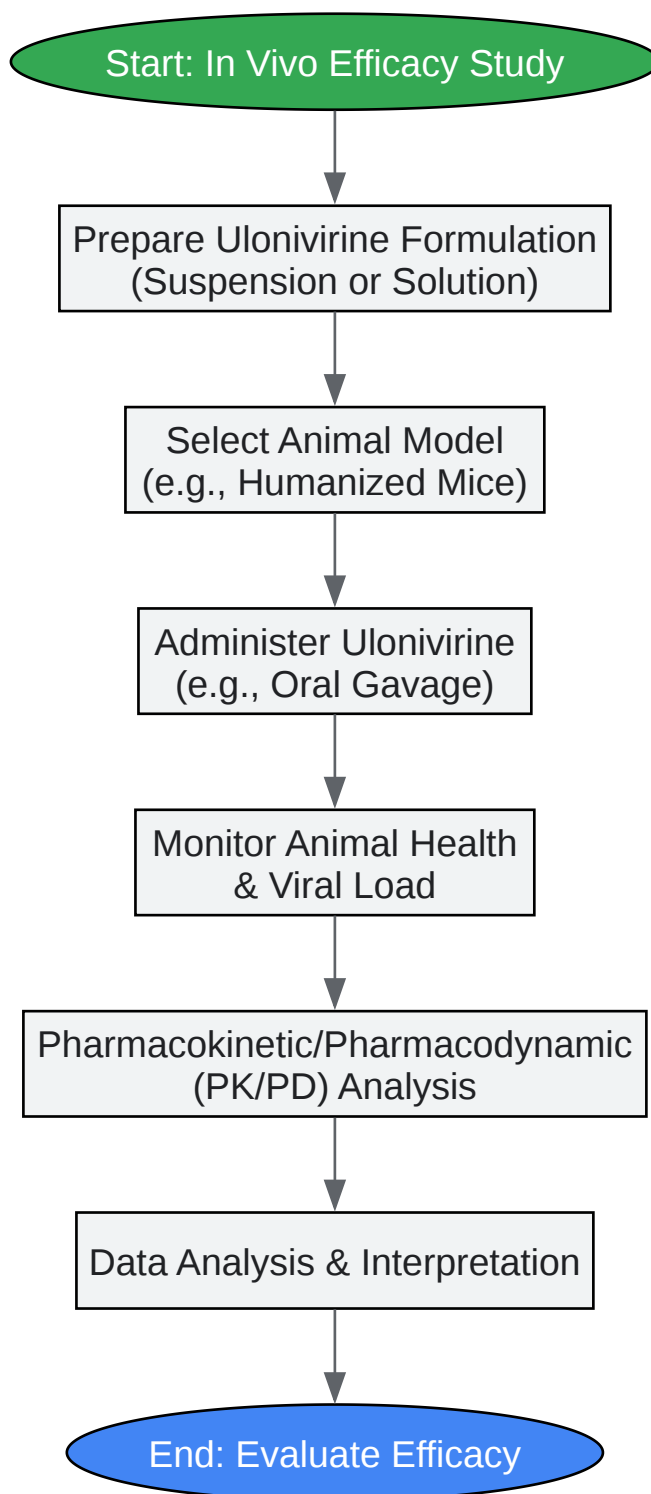 Start: In Vivo Efficacy Study
Prepare Ulonivirine Formulation
(Suspension or Solution)
Select Animal Model
(e.g., Humanized Mice)
Administer Ulonivirine
(e.g., Oral Gavage)
Monitor Animal Health
& Viral Load
Pharmacokinetic/Pharmacodynamic
(PK/PD) Analysis
Data Analysis & Interpretation
End: Evaluate Efficacy